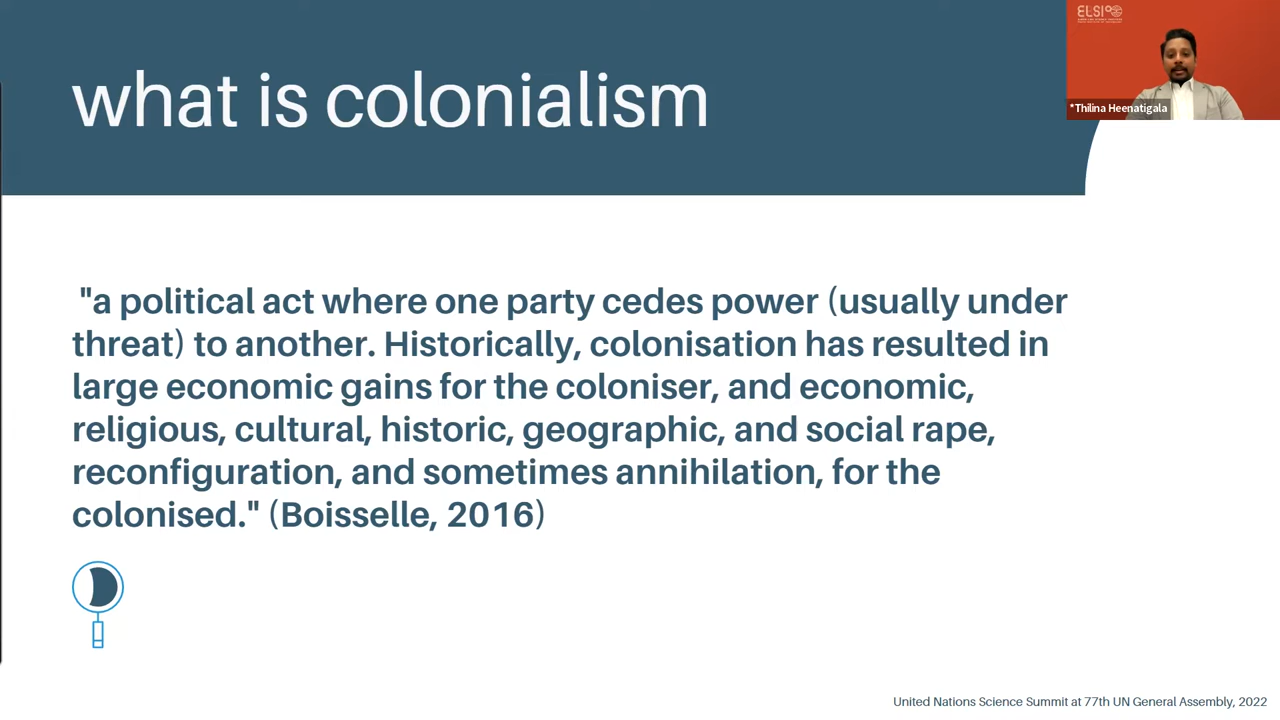 what is colonialism
ELSI
*Thilina Heenatigala
"a political act where one party cedes power (usually under
threat) to another. Historically, colonisation has resulted in
large economic gains for the coloniser, and economic,
religious, cultural, historic, geographic, and social rape,
reconfiguration, and sometimes annihilation, for the
colonised." (Boisselle, 2016)
United Nations Science Summit at 77th UN General Assembly, 2022